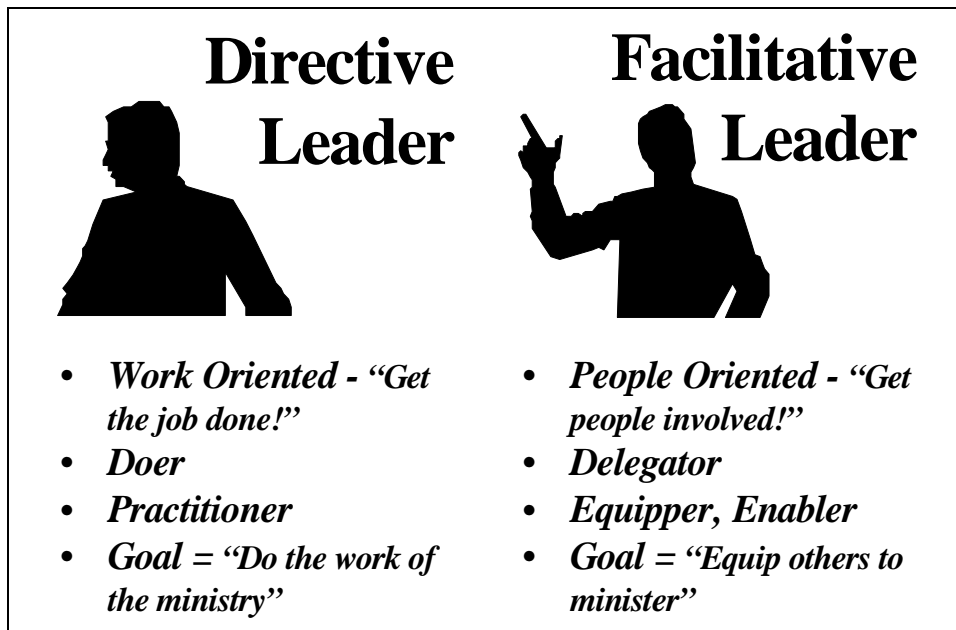 Directive
Leader
• Work Oriented - “Get
the job done!”
• Doer
• Practitioner
• Goal = “Do the work of
the ministry”
Facilitative
Leader
• People Oriented - “Get
people involved!”
• Delegator
• Equipper, Enabler
• Goal = “Equip others to
minister”